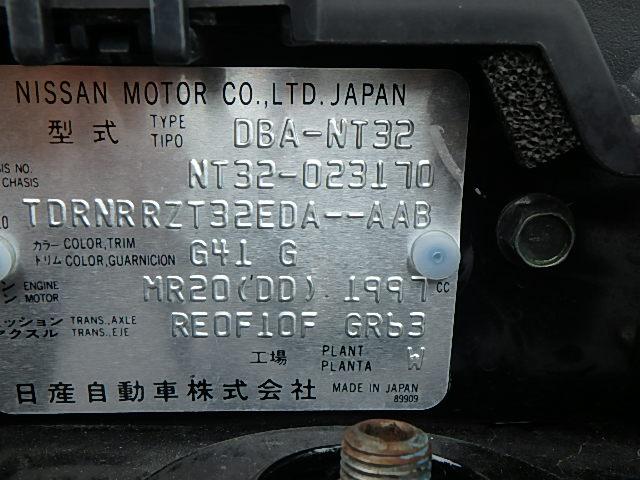 NISSAN MOTOR CO.,LTD. JAPAN
型式 TYPE TIPO DBA-NT32
NO. CHASIS NT32-023170
TDRNRRZT32EDA--AAB
カラー COLOR,TRIM
トリム COLOR,GUARNICION G41 G
ENGINE MOTOR MR20(DD) 1997 cc
TRANS.,AXLE TRANS.,EJE RE0F10F GR63
工場 PLANT PLANTA W
日産自動車株式会社 MADE IN JAPAN
89909